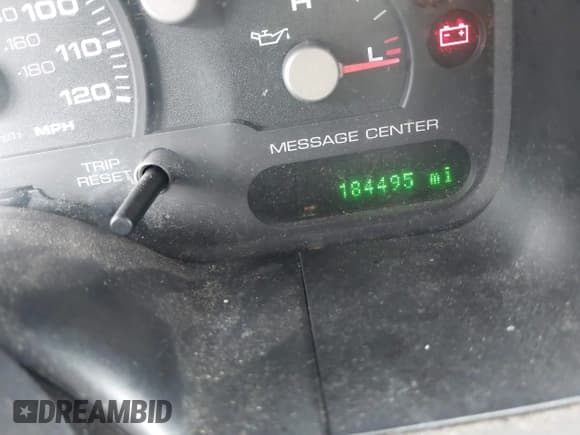 100
110
120
160
180
MPH
H
L
TRIP
RESET
MESSAGE CENTER
184495 mi
DREAMBID